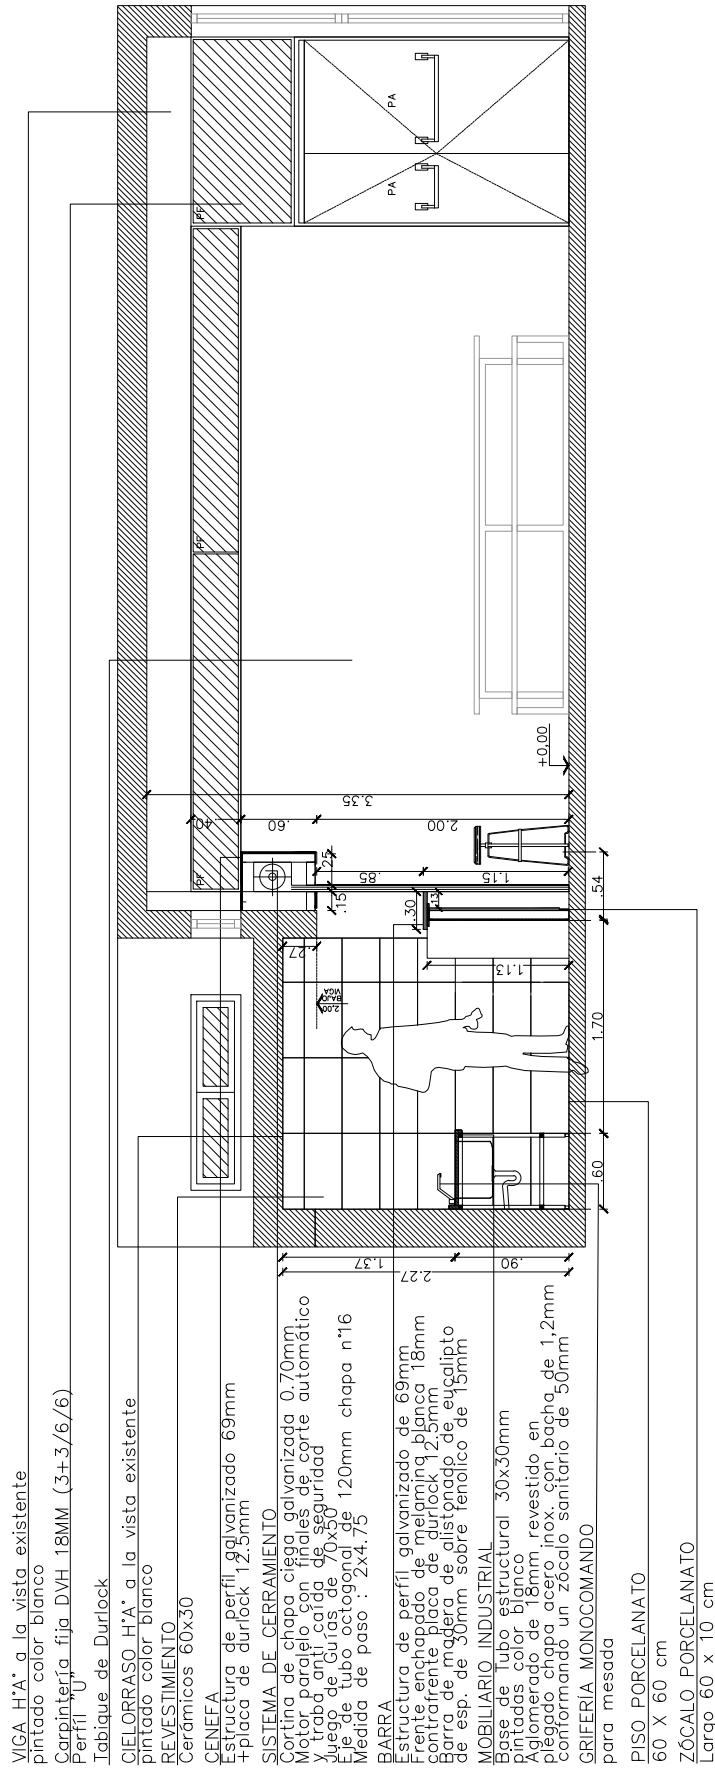 VIGA HºAº a la vista existente
pintado color blanco
Carpintería fija DVH 18MM (3+3/6/6)
Perfil "U"
Tabique de Durlock
CIELORRASO HºAº a la vista existente
pintado color blanco
REVESTIMIENTO
Cerámicos 60x30
CENEFA
Estructura de perfil galvanizado 69mm
+placa de durlock 12.5mm
SISTEMA DE CERRAMIENTO
Cortina de chapa ciega galvanizada 0.70mm
Motor paralelo con finales de corte automático
y traba anti caída de seguridad
Juego de Guías de 70x50
Eje de tubo octogonal de 120mm chapa nº16
Medida de paso : 2x4.75
BARRA
Estructura de perfil galvanizado de 69mm
Frente enchapado de melamina blanca 18mm
contrafrente placa de durlock 12.5mm
Barra de madera de alistonado de eucalipto
de esp. de 30mm sobre fenolico de 15mm
MOBILIARIO INDUSTRIAL
Base de Tubo estructural 30x30mm
pintadas color blanco
Aglomerado de 18mm revestido en
plegado chapa acero inox. con bacha de 1,2mm
conformando un zócalo sanitario de 50mm
GRIFERÍA MONOCOMANDO
para mesada
PISO PORCELANATO
60 X 60 cm
ZÓCALO PORCELANATO
Largo 60 x 10 cm
PF
PF
PF
PA
PA
+0,00
3.35
.40
.60
2.00
.25
.15
.85
1.15
.30
.13
.54
.27
1.13
2.00
BAJO
VIGA
1.70
.60
1.37
.90
2.27